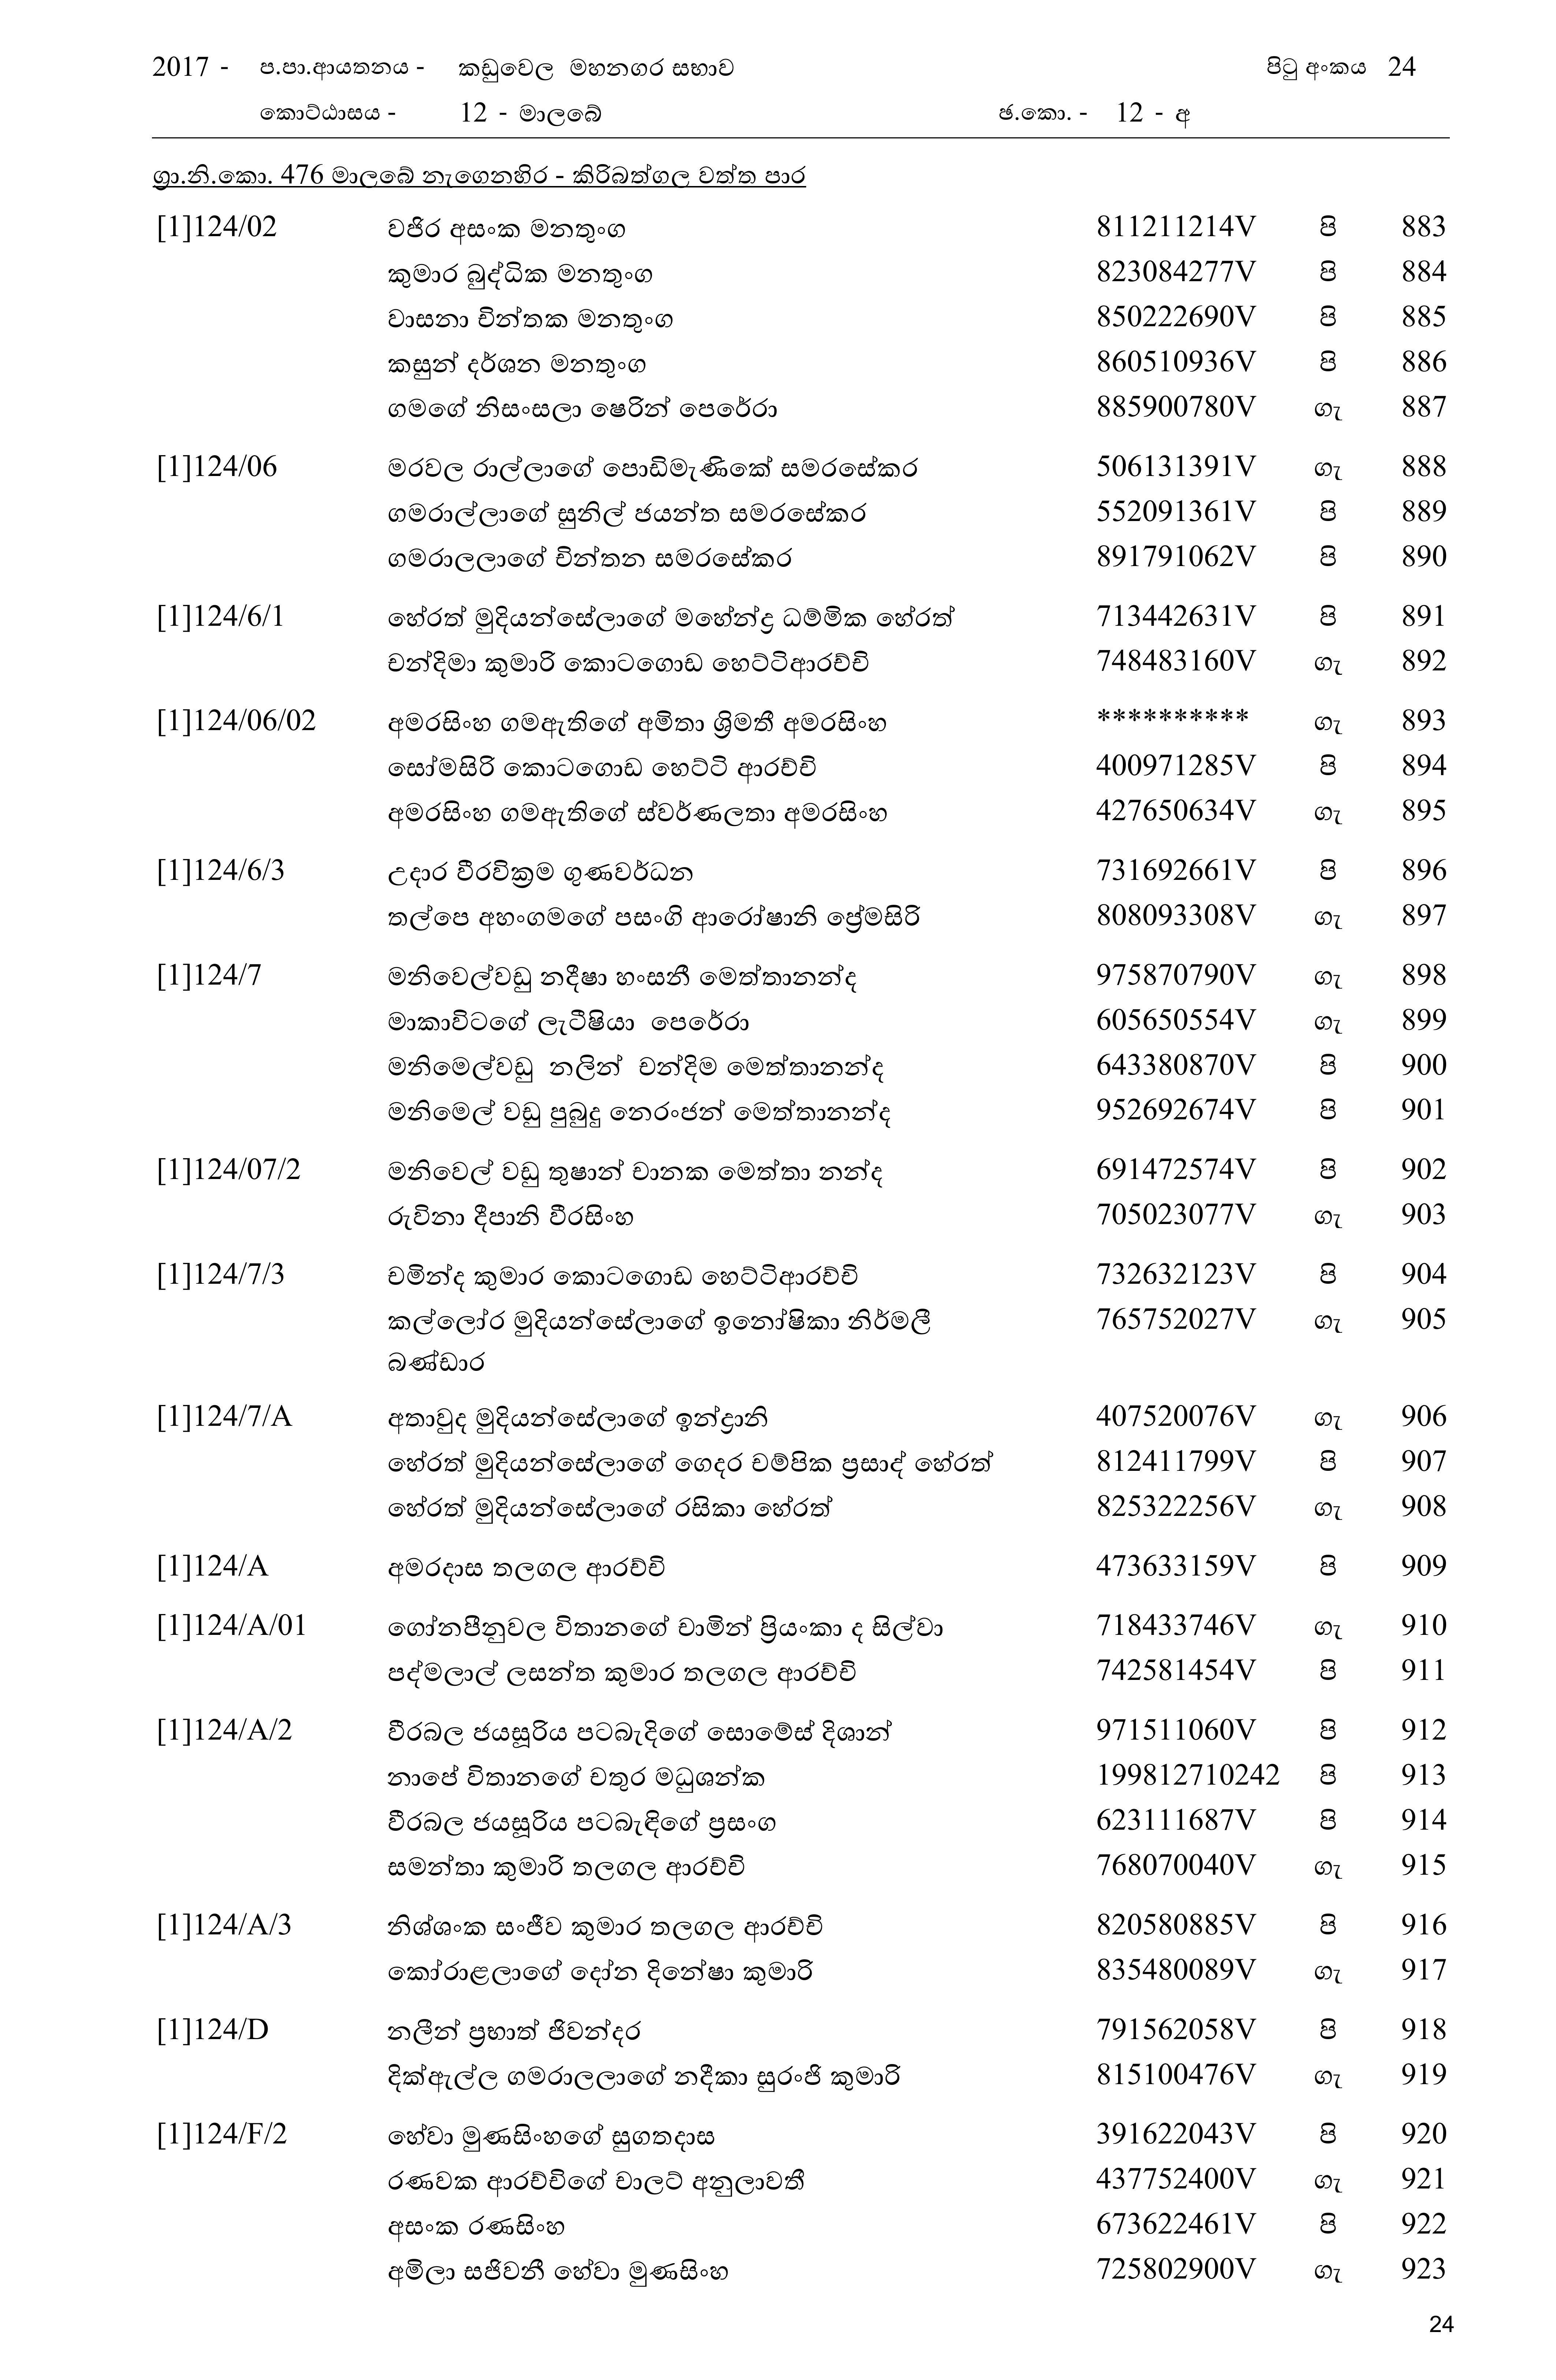 2017 - ප.පා.ආයතනය - කඩුවෙල මහනගර සභාව පිටු අංකය 24
කොට්ඨාසය - 12 - මාලබේ ඡ.කො. - 12 - අ
ග්‍රා.නි.කො. 476 මාලබේ නැගෙනහිර - කිරිබත්ගල වත්ත පාර
[1]124/02 වජිර අසංක මනතුංග 811211214V පි 883
කුමාර බුද්ධික මනතුංග 823084277V පි 884
වාසනා චින්තක මනතුංග 850222690V පි 885
කසුන් දර්ශන මනතුංග 860510936V පි 886
ගමගේ නිසංසලා ෂෙරින් පෙරේරා 885900780V ගැ 887
[1]124/06 මරවල රාල්ලාගේ පොඩිමැණිකේ සමරසේකර 506131391V ගැ 888
ගමරාල්ලාගේ සුනිල් ජයන්ත සමරසේකර 552091361V පි 889
ගමරාලලාගේ චින්තන සමරසේකර 891791062V පි 890
[1]124/6/1 හේරත් මුදියන්සේලාගේ මහේන්ද්‍ර ධම්මික හේරත් 713442631V පි 891
චන්දිමා කුමාරි කොටගොඩ හෙට්ටිආරච්චි 748483160V ගැ 892
[1]124/06/02 අමරසිංහ ගමඇතිගේ අමිතා ශ්‍රිමතී අමරසිංහ ********** ගැ 893
සෝමසිරි කොටගොඩ හෙට්ටි ආරච්චි 400971285V පි 894
අමරසිංහ ගමඇතිගේ ස්වර්ණලතා අමරසිංහ 427650634V ගැ 895
[1]124/6/3 උදාර වීරවික්‍රම ගුණවර්ධන 731692661V පි 896
තල්පෙ අහංගමගේ පසංගි ආරෝෂානි ප්‍රේමසිරි 808093308V ගැ 897
[1]124/7 මනිවෙල්වඩු නදීෂා හංසනී මෙත්තානන්ද 975870790V ගැ 898
මාකාවිටගේ ලැටීෂියා පෙරේරා 605650554V ගැ 899
මනිමෙල්වඩු නලින් චන්දිම මෙත්තානන්ද 643380870V පි 900
මනිමෙල් වඩු පුබුදු නෙරංජන් මෙත්තානන්ද 952692674V පි 901
[1]124/07/2 මනිවෙල් වඩු තුෂාන් චානක මෙත්තා නන්ද 691472574V පි 902
රුවිනා දීපානි වීරසිංහ 705023077V ගැ 903
[1]124/7/3 චමින්ද කුමාර කොටගොඩ හෙට්ටිආරච්චි 732632123V පි 904
කල්ලෝර මුදියන්සේලාගේ ඉනෝෂිකා නිර්මලී 765752027V ගැ 905
බණ්ඩාර
[1]124/7/A අතාවුද මුදියන්සේලාගේ ඉන්ද්‍රානි 407520076V ගැ 906
හේරත් මුදියන්සේලාගේ ගෙදර චම්පික ප්‍රසාද් හේරත් 812411799V පි 907
හේරත් මුදියන්සේලාගේ රසිකා හේරත් 825322256V ගැ 908
[1]124/A අමරදාස තලගල ආරච්චි 473633159V පි 909
[1]124/A/01 ගෝනපීනුවල විතානගේ චාමින් ප්‍රියංකා ද සිල්වා 718433746V ගැ 910
පද්මලාල් ලසන්ත කුමාර තලගල ආරච්චි 742581454V පි 911
[1]124/A/2 වීරබල ජයසූරිය පටබැදිගේ සොමේස් දිශාන් 971511060V පි 912
නාපේ විතානගේ චතුර මධුශන්ක 199812710242 පි 913
වීරබල ජයසූරිය පටබැඳිගේ ප්‍රසංග 623111687V පි 914
සමන්තා කුමාරි තලගල ආරච්චි 768070040V ගැ 915
[1]124/A/3 නිශ්ශංක සංජීව කුමාර තලගල ආරච්චි 820580885V පි 916
කෝරාළලාගේ දෝන දිනේෂා කුමාරි 835480089V ගැ 917
[1]124/D නලීන් ප්‍රභාත් ජිවන්දර 791562058V පි 918
දික්ඇල්ල ගමරාලලාගේ නදීකා සුරංජි කුමාරි 815100476V ගැ 919
[1]124/F/2 හේවා මුණසිංහගේ සුගතදාස 391622043V පි 920
රණවක ආරච්චිගේ චාලට් අනුලාවතී 437752400V ගැ 921
අසංක රණසිංහ 673622461V පි 922
අමිලා සජිවනී හේවා මුණසිංහ 725802900V ගැ 923
24